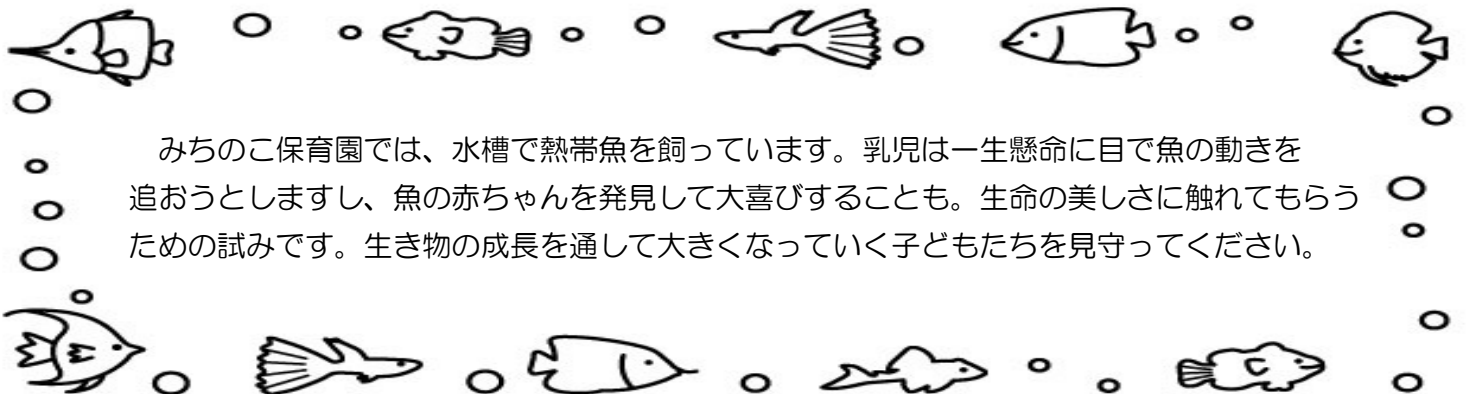 みちのこ保育園では、水槽で熱帯魚を飼っています。乳児は一生懸命に目で魚の動きを
追おうとしますし、魚の赤ちゃんを発見して大喜びすることも。生命の美しさに触れてもらう
ための試みです。生き物の成長を通して大きくなっていく子どもたちを見守ってください。